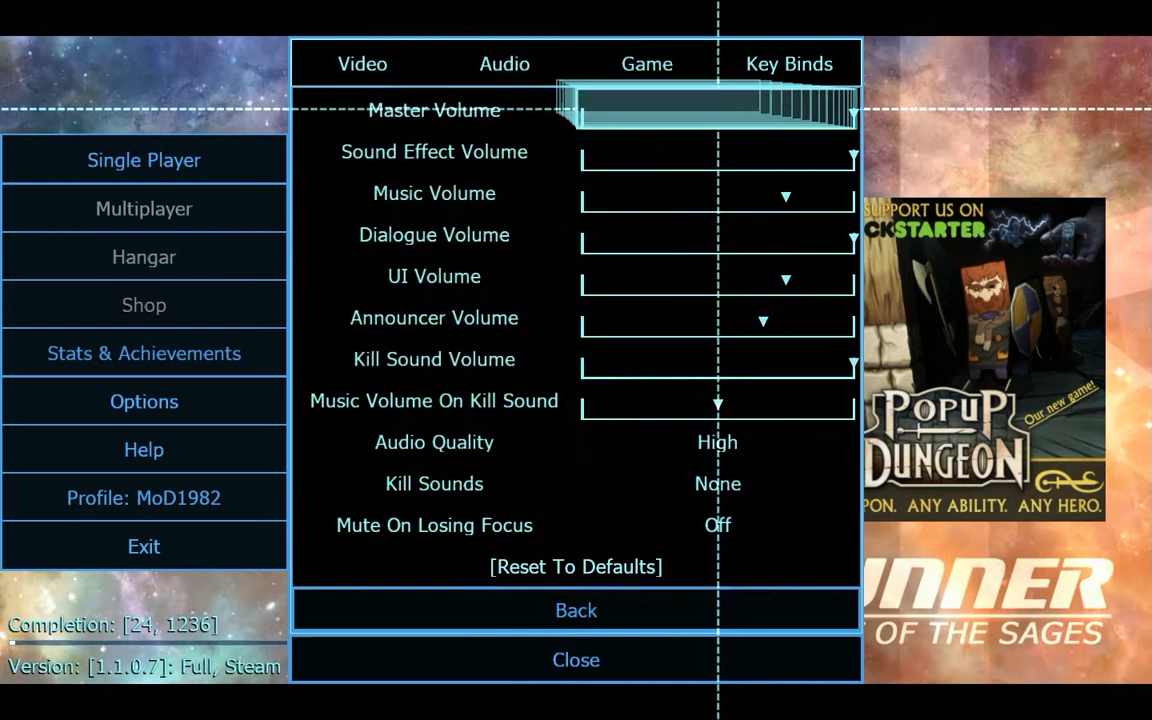 Video Audio Game Key Binds
Master Volume
Sound Effect Volume
Music Volume
Dialogue Volume
UI Volume
Announcer Volume
Kill Sound Volume
Music Volume On Kill Sound
Audio Quality High
Kill Sounds None
Mute On Losing Focus Off
[Reset To Defaults]
Back
Close
Single Player
Multiplayer
Hangar
Shop
Stats & Achievements
Options
Help
Profile: MoD1982
Exit
Completion: [24, 1236]
Version: [1.1.0.7]: Full, Steam
SUPPORT US ON
CKSTARTER
Our new game!
POPUP
DUNGEON
PON. ANY ABILITY. ANY HERO.
UNNER
OF THE SAGES